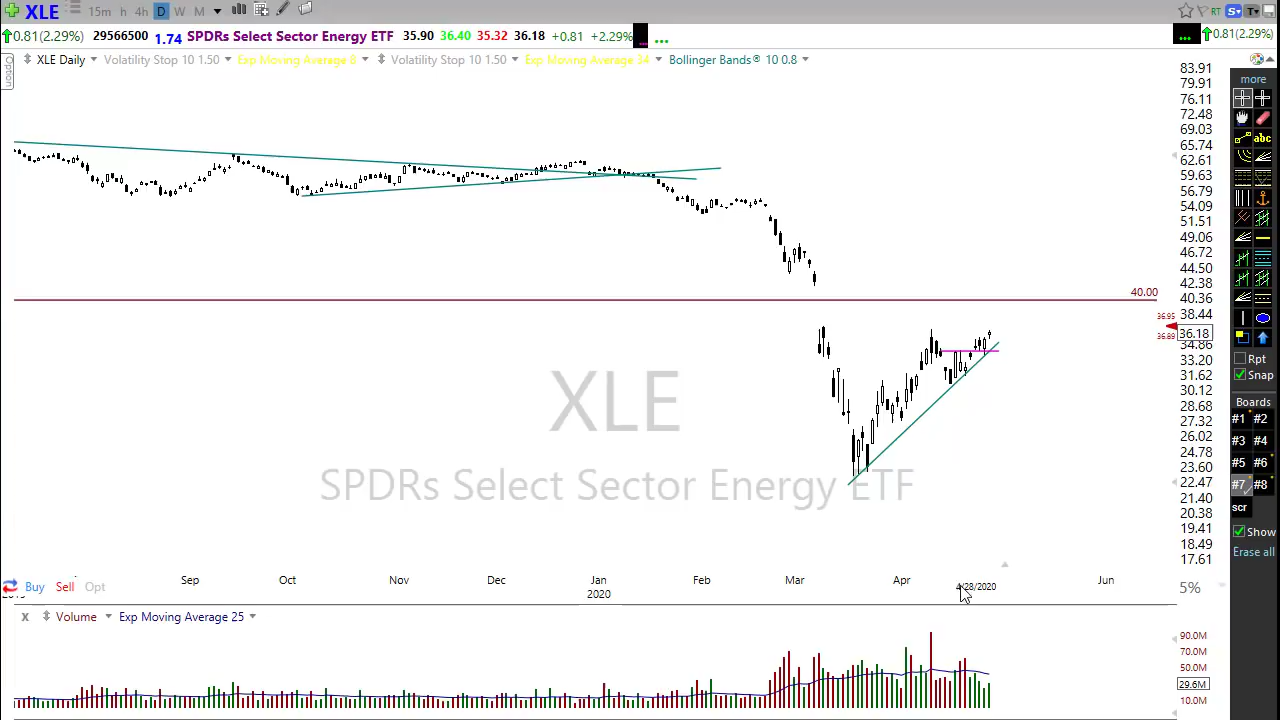 XLE 15m h 4h D W M RT S T
0.81(2.29%) 29566500 1.74 SPDRs Select Sector Energy ETF 35.90 36.40 35.32 36.18 +0.81 +2.29% ... ... 0.81(2.29%)
Option
XLE Daily Volatility Stop 10 1.50 Exp Moving Average 8 Volatility Stop 10 1.50 Exp Moving Average 34 Bollinger Bands® 10 0.8
83.91
79.91
76.11
72.48
69.03
65.74
62.61
59.63
56.79
54.09
51.51
49.06
46.72
44.50
42.38
40.00
40.36
38.44
36.95
36.18
36.89
34.86
33.20
31.62
30.12
28.68
27.32
26.02
24.78
23.60
22.47
21.40
20.38
19.41
18.49
17.61
XLE
SPDRs Select Sector Energy ETF
more
abc
Rpt
Snap
Boards
#1 #2
#3 #4
#5 #6
#7 #8
scr
Show
Erase all
Sep Oct Nov Dec Jan Feb Mar Apr Jun
2020
4/28/2020
Buy Sell Opt
5%
x Volume Exp Moving Average 25
90.0M
70.0M
50.0M
29.6M
10.0M